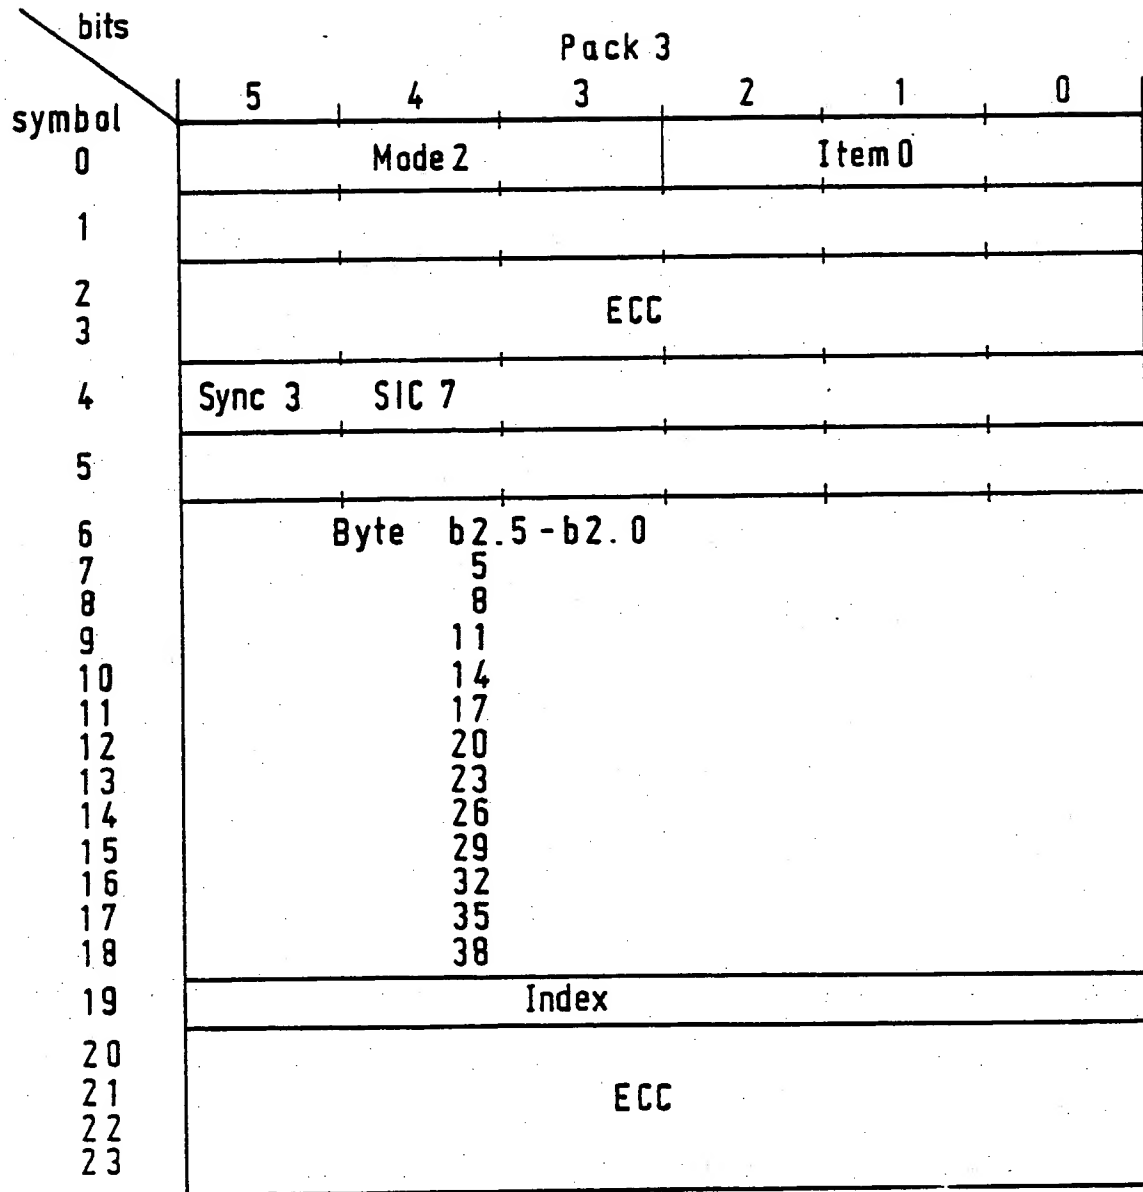 bits
Pack 3
5 4 3 2 1 0
symbol
0 Mode 2 Item 0
1
2
ECC
3
4 Sync 3 SIC 7
5
6 Byte b2.5 - b2.0
7 5
8 8
9 11
10 14
11 17
12 20
13 23
14 26
15 29
16 32
17 35
18 38
19 Index
20
21 ECC
22
23